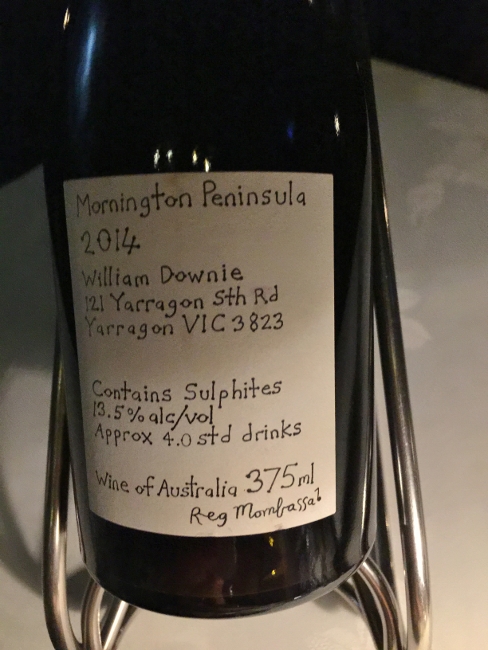 Mornington Peninsula
2014
William Downie
121 Yarragon Sth Rd
Yarragon VIC 3823
Contains Sulphites
13.5% alc/vol
Approx 4.0 std drinks
Wine of Australia 375ml
Reg Mombassa